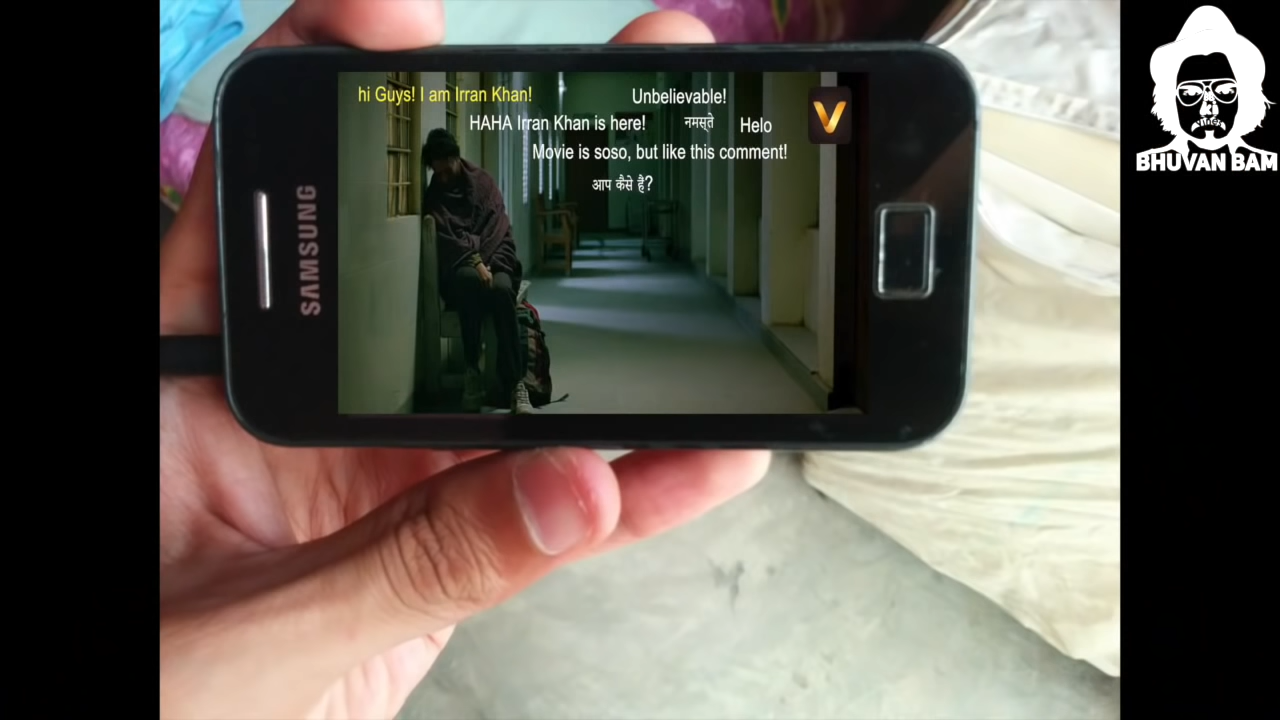 hi Guys! I am Irran Khan!
Unbelievable!
HAHA Irran Khan is here!
नमस्ते
Helo
Movie is soso, but like this comment!
आप कैसे हैं?
V
SAMSUNG
Vines
BHUVAN BAM